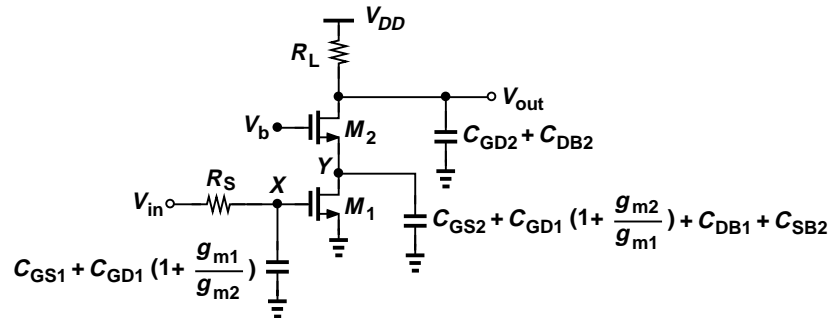 V_DD
R_L
V_out
V_b
M_2
C_GD2 + C_DB2
Y
R_S
X
V_in
M_1
C_GS2 + C_GD1 (1+ g_m2/g_m1) + C_DB1 + C_SB2
C_GS1 + C_GD1 (1+ g_m1/g_m2)